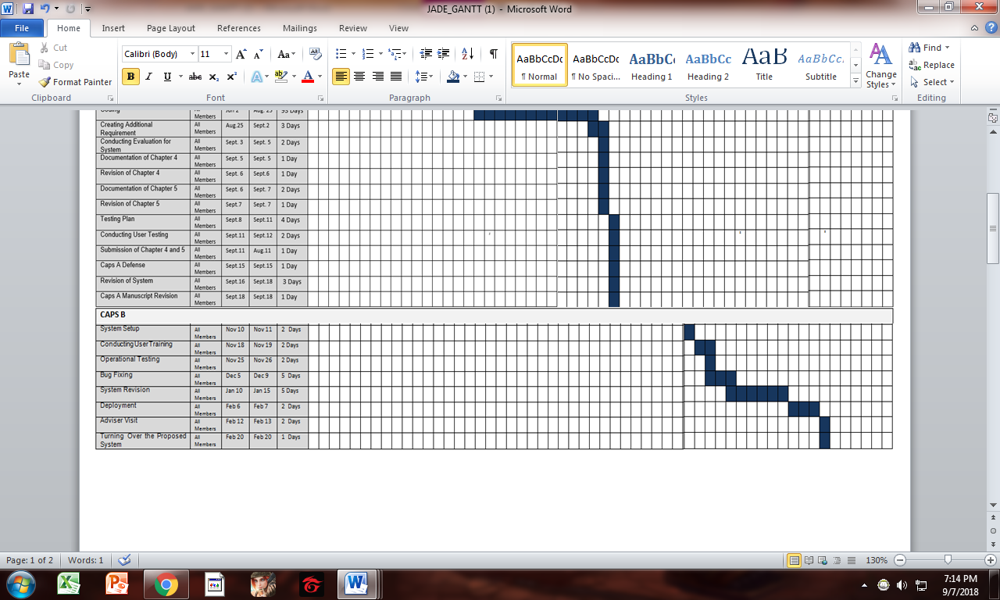 JADE_GANTT (1) - Microsoft Word
File Home Insert Page Layout References Mailings Review View
Cut
Copy
Format Painter
Paste
Clipboard
Calibri (Body) 11
Font
Paragraph
AaBbCcDc AaBbCcDc AaBbCc AaBbCc AaB AaBbCc.
¶ Normal ¶ No Spaci... Heading 1 Heading 2 Title Subtitle
Change Styles
Styles
Find
Replace
Select
Editing
Coding All Members Jun 2 Aug. 25 95 Days
Creating Additional Requirement All Members Aug.25 Sept.2 3 Days
Conducting Evaluation for System All Members Sept. 3 Sept. 5 2 Days
Documentation of Chapter 4 All Members Sept. 5 Sept. 5 1 Day
Revision of Chapter 4 All Members Sept. 6 Sept.6 1 Day
Documentation of Chapter 5 All Members Sept. 6 Sept. 7 2 Days
Revision of Chapter 5 All Members Sept.7 Sept. 7 1 Day
Testing Plan All Members Sept.8 Sept.11 4 Days
Conducting User Testing All Members Sept.11 Sept.12 2 Days
Submission of Chapter 4 and 5 All Members Sept.11 Aug.11 1 Day
Caps A Defense All Members Sept.15 Sept.15 1 Day
Revision of System All Members Sept.16 Sept.18 3 Days
Caps A Manuscript Revision All Members Sept.18 Sept.18 1 Day
CAPS B
System Setup All Members Nov 10 Nov 11 2 Days
Conducting User Training All Members Nov 18 Nov 19 2 Days
Operational Testing All Members Nov 25 Nov 26 2 Days
Bug Fixing All Members Dec 5 Dec 9 5 Days
System Revision All Members Jan 10 Jan 15 5 Days
Deployment All Members Feb 6 Feb 7 2 Days
Adviser Visit All Members Feb 12 Feb 13 2 Days
Turning Over the Proposed System All Members Feb 20 Feb 20 1 Days
Page: 1 of 2 Words: 1 130%
7:14 PM
9/7/2018